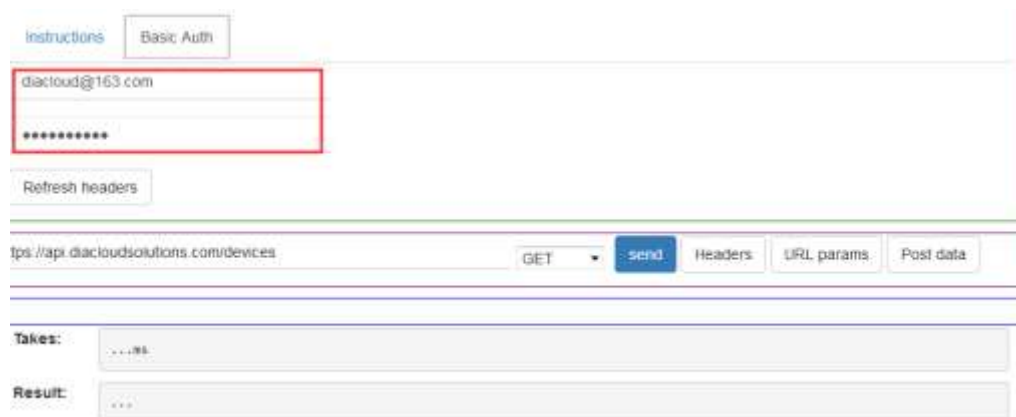 Instructions Basic Auth
diacloud@163.com
••••••••••
Refresh headers
tps://api.diacloudsolutions.com/devices GET send Headers URL params Post data
Takes: ...ms
Result: ...